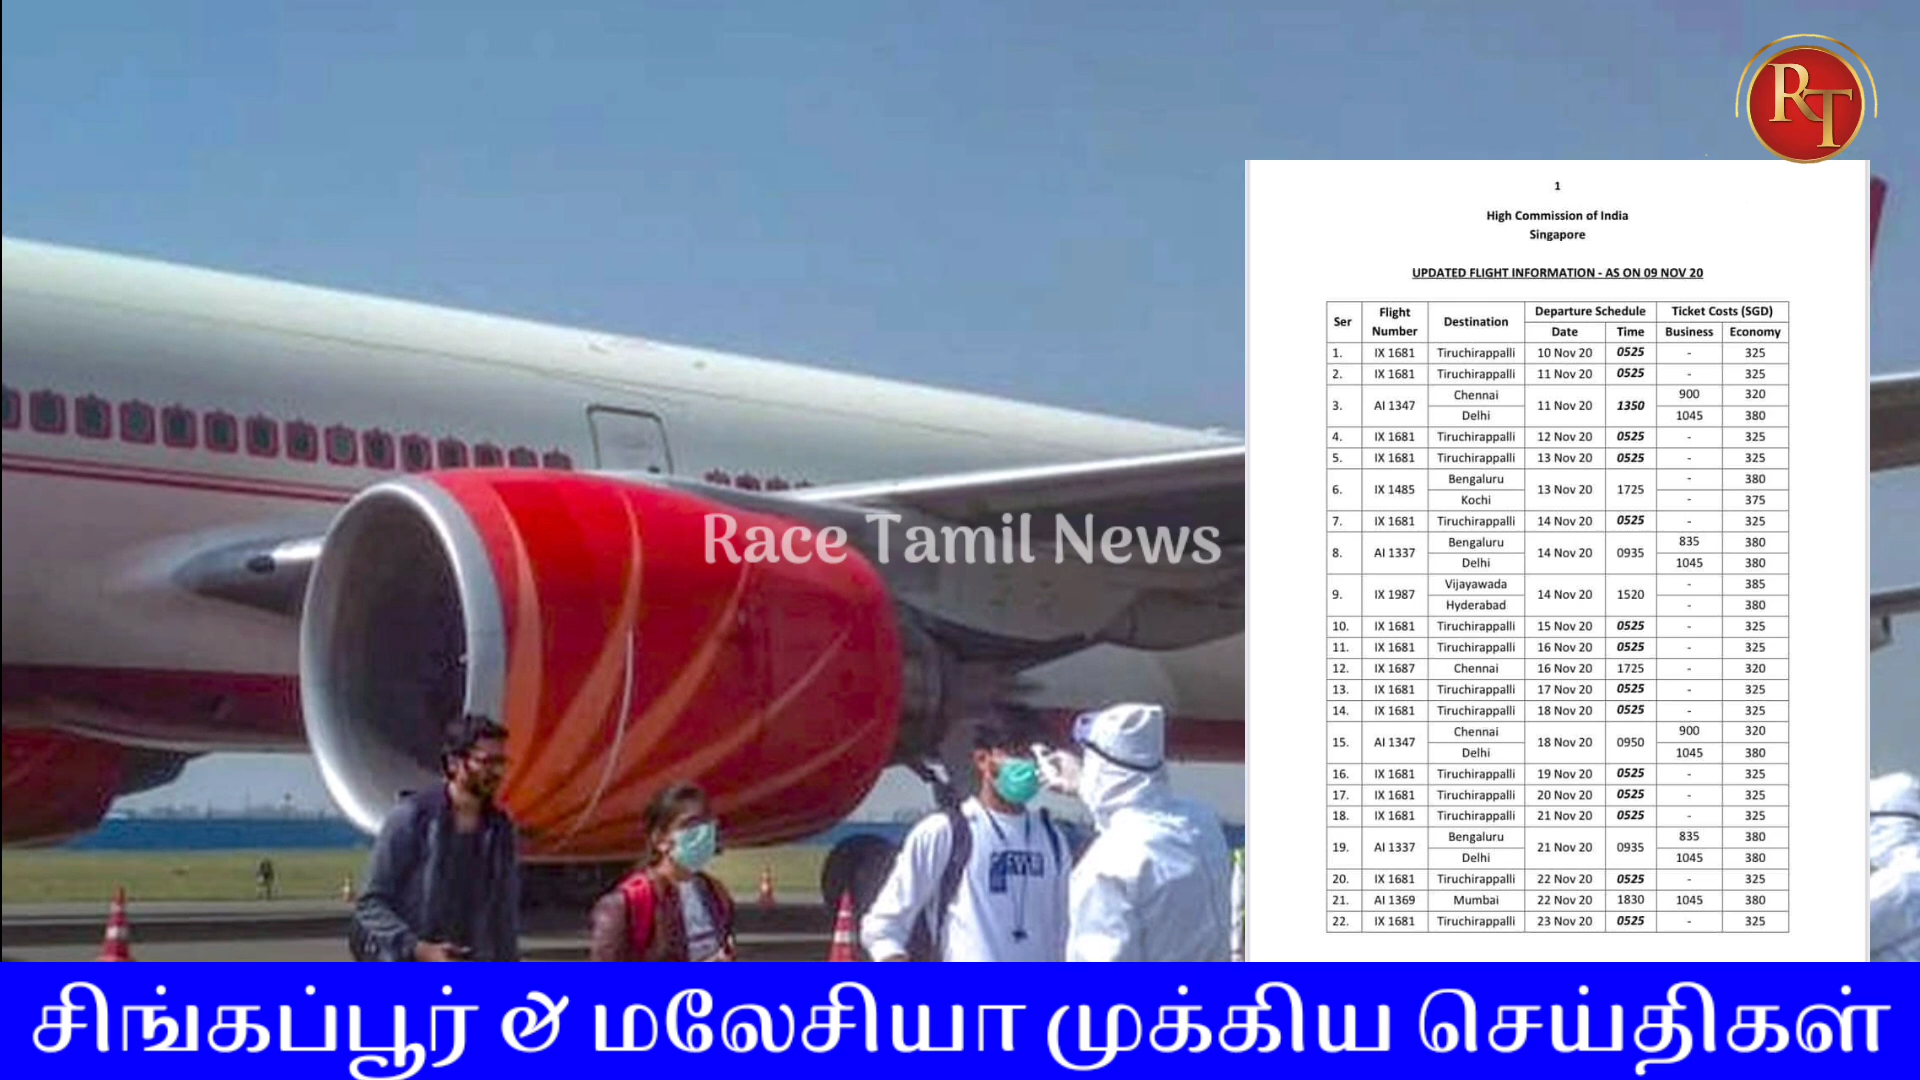 RT
1
High Commission of India
Singapore
UPDATED FLIGHT INFORMATION - AS ON 09 NOV 20
Ser Flight Number Destination Departure Schedule Ticket Costs (SGD)
Date Time Business Economy
1. IX 1681 Tiruchirappalli 10 Nov 20 0525 - 325
2. IX 1681 Tiruchirappalli 11 Nov 20 0525 - 325
3. AI 1347 Chennai 11 Nov 20 1350 900 320
Delhi 1045 380
4. IX 1681 Tiruchirappalli 12 Nov 20 0525 - 325
5. IX 1681 Tiruchirappalli 13 Nov 20 0525 - 325
6. IX 1485 Bengaluru 13 Nov 20 1725 - 380
Kochi - 375
7. IX 1681 Tiruchirappalli 14 Nov 20 0525 - 325
8. AI 1337 Bengaluru 14 Nov 20 0935 835 380
Delhi 1045 380
9. IX 1987 Vijayawada 14 Nov 20 1520 - 385
Hyderabad - 380
10. IX 1681 Tiruchirappalli 15 Nov 20 0525 - 325
11. IX 1681 Tiruchirappalli 16 Nov 20 0525 - 325
12. IX 1687 Chennai 16 Nov 20 1725 - 320
13. IX 1681 Tiruchirappalli 17 Nov 20 0525 - 325
14. IX 1681 Tiruchirappalli 18 Nov 20 0525 - 325
15. AI 1347 Chennai 18 Nov 20 0950 900 320
Delhi 1045 380
16. IX 1681 Tiruchirappalli 19 Nov 20 0525 - 325
17. IX 1681 Tiruchirappalli 20 Nov 20 0525 - 325
18. IX 1681 Tiruchirappalli 21 Nov 20 0525 - 325
19. AI 1337 Bengaluru 21 Nov 20 0935 835 380
Delhi 1045 380
20. IX 1681 Tiruchirappalli 22 Nov 20 0525 - 325
21. AI 1369 Mumbai 22 Nov 20 1830 1045 380
22. IX 1681 Tiruchirappalli 23 Nov 20 0525 - 325
Race Tamil News
சிங்கப்பூர் & மலேசியா முக்கிய செய்திகள்